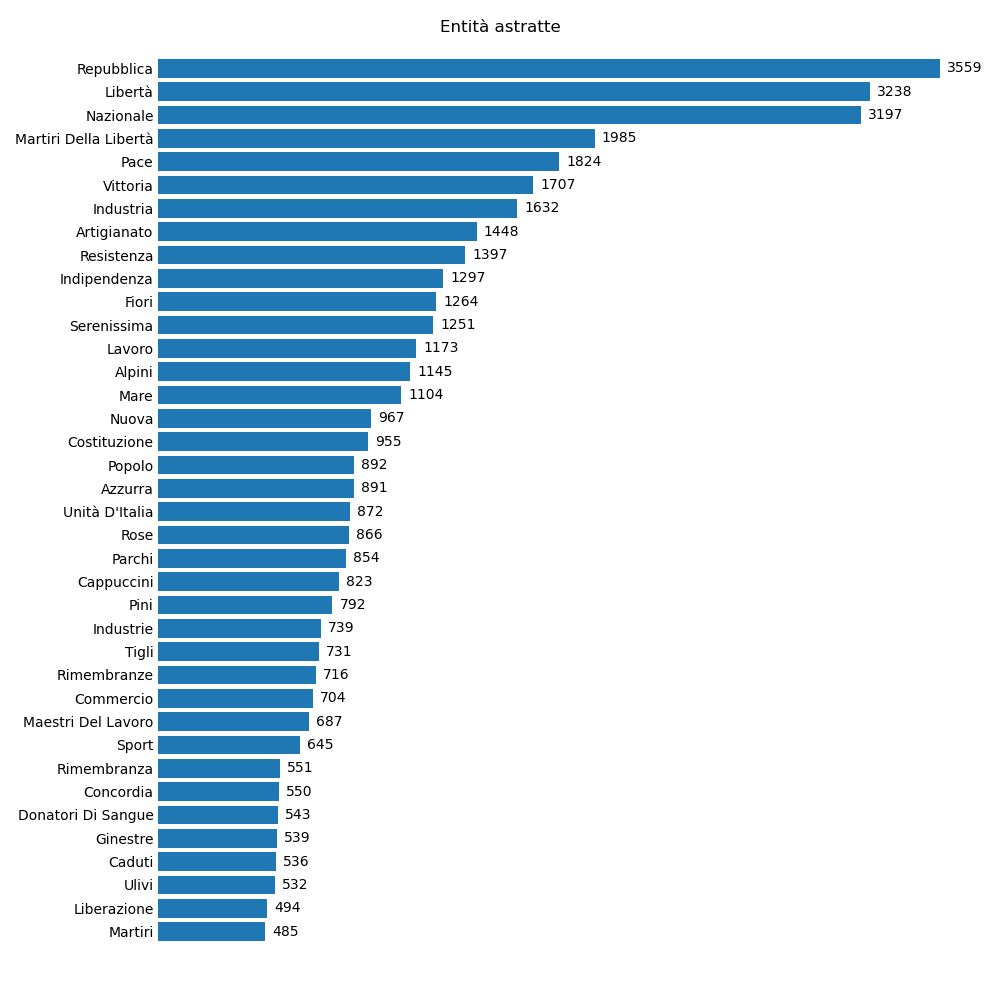 Entità astratte
Repubblica 3559
Libertà 3238
Nazionale 3197
Martiri Della Libertà 1985
Pace 1824
Vittoria 1707
Industria 1632
Artigianato 1448
Resistenza 1397
Indipendenza 1297
Fiori 1264
Serenissima 1251
Lavoro 1173
Alpini 1145
Mare 1104
Nuova 967
Costituzione 955
Popolo 892
Azzurra 891
Unità D'Italia 872
Rose 866
Parchi 854
Cappuccini 823
Pini 792
Industrie 739
Tigli 731
Rimembranze 716
Commercio 704
Maestri Del Lavoro 687
Sport 645
Rimembranza 551
Concordia 550
Donatori Di Sangue 543
Ginestre 539
Caduti 536
Ulivi 532
Liberazione 494
Martiri 485